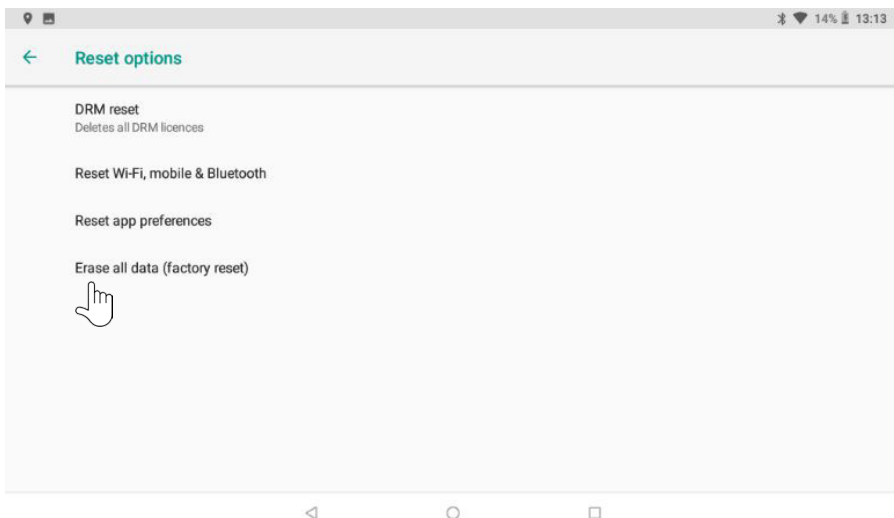 14% 13:13
Reset options
DRM reset
Deletes all DRM licences
Reset Wi-Fi, mobile & Bluetooth
Reset app preferences
Erase all data (factory reset)